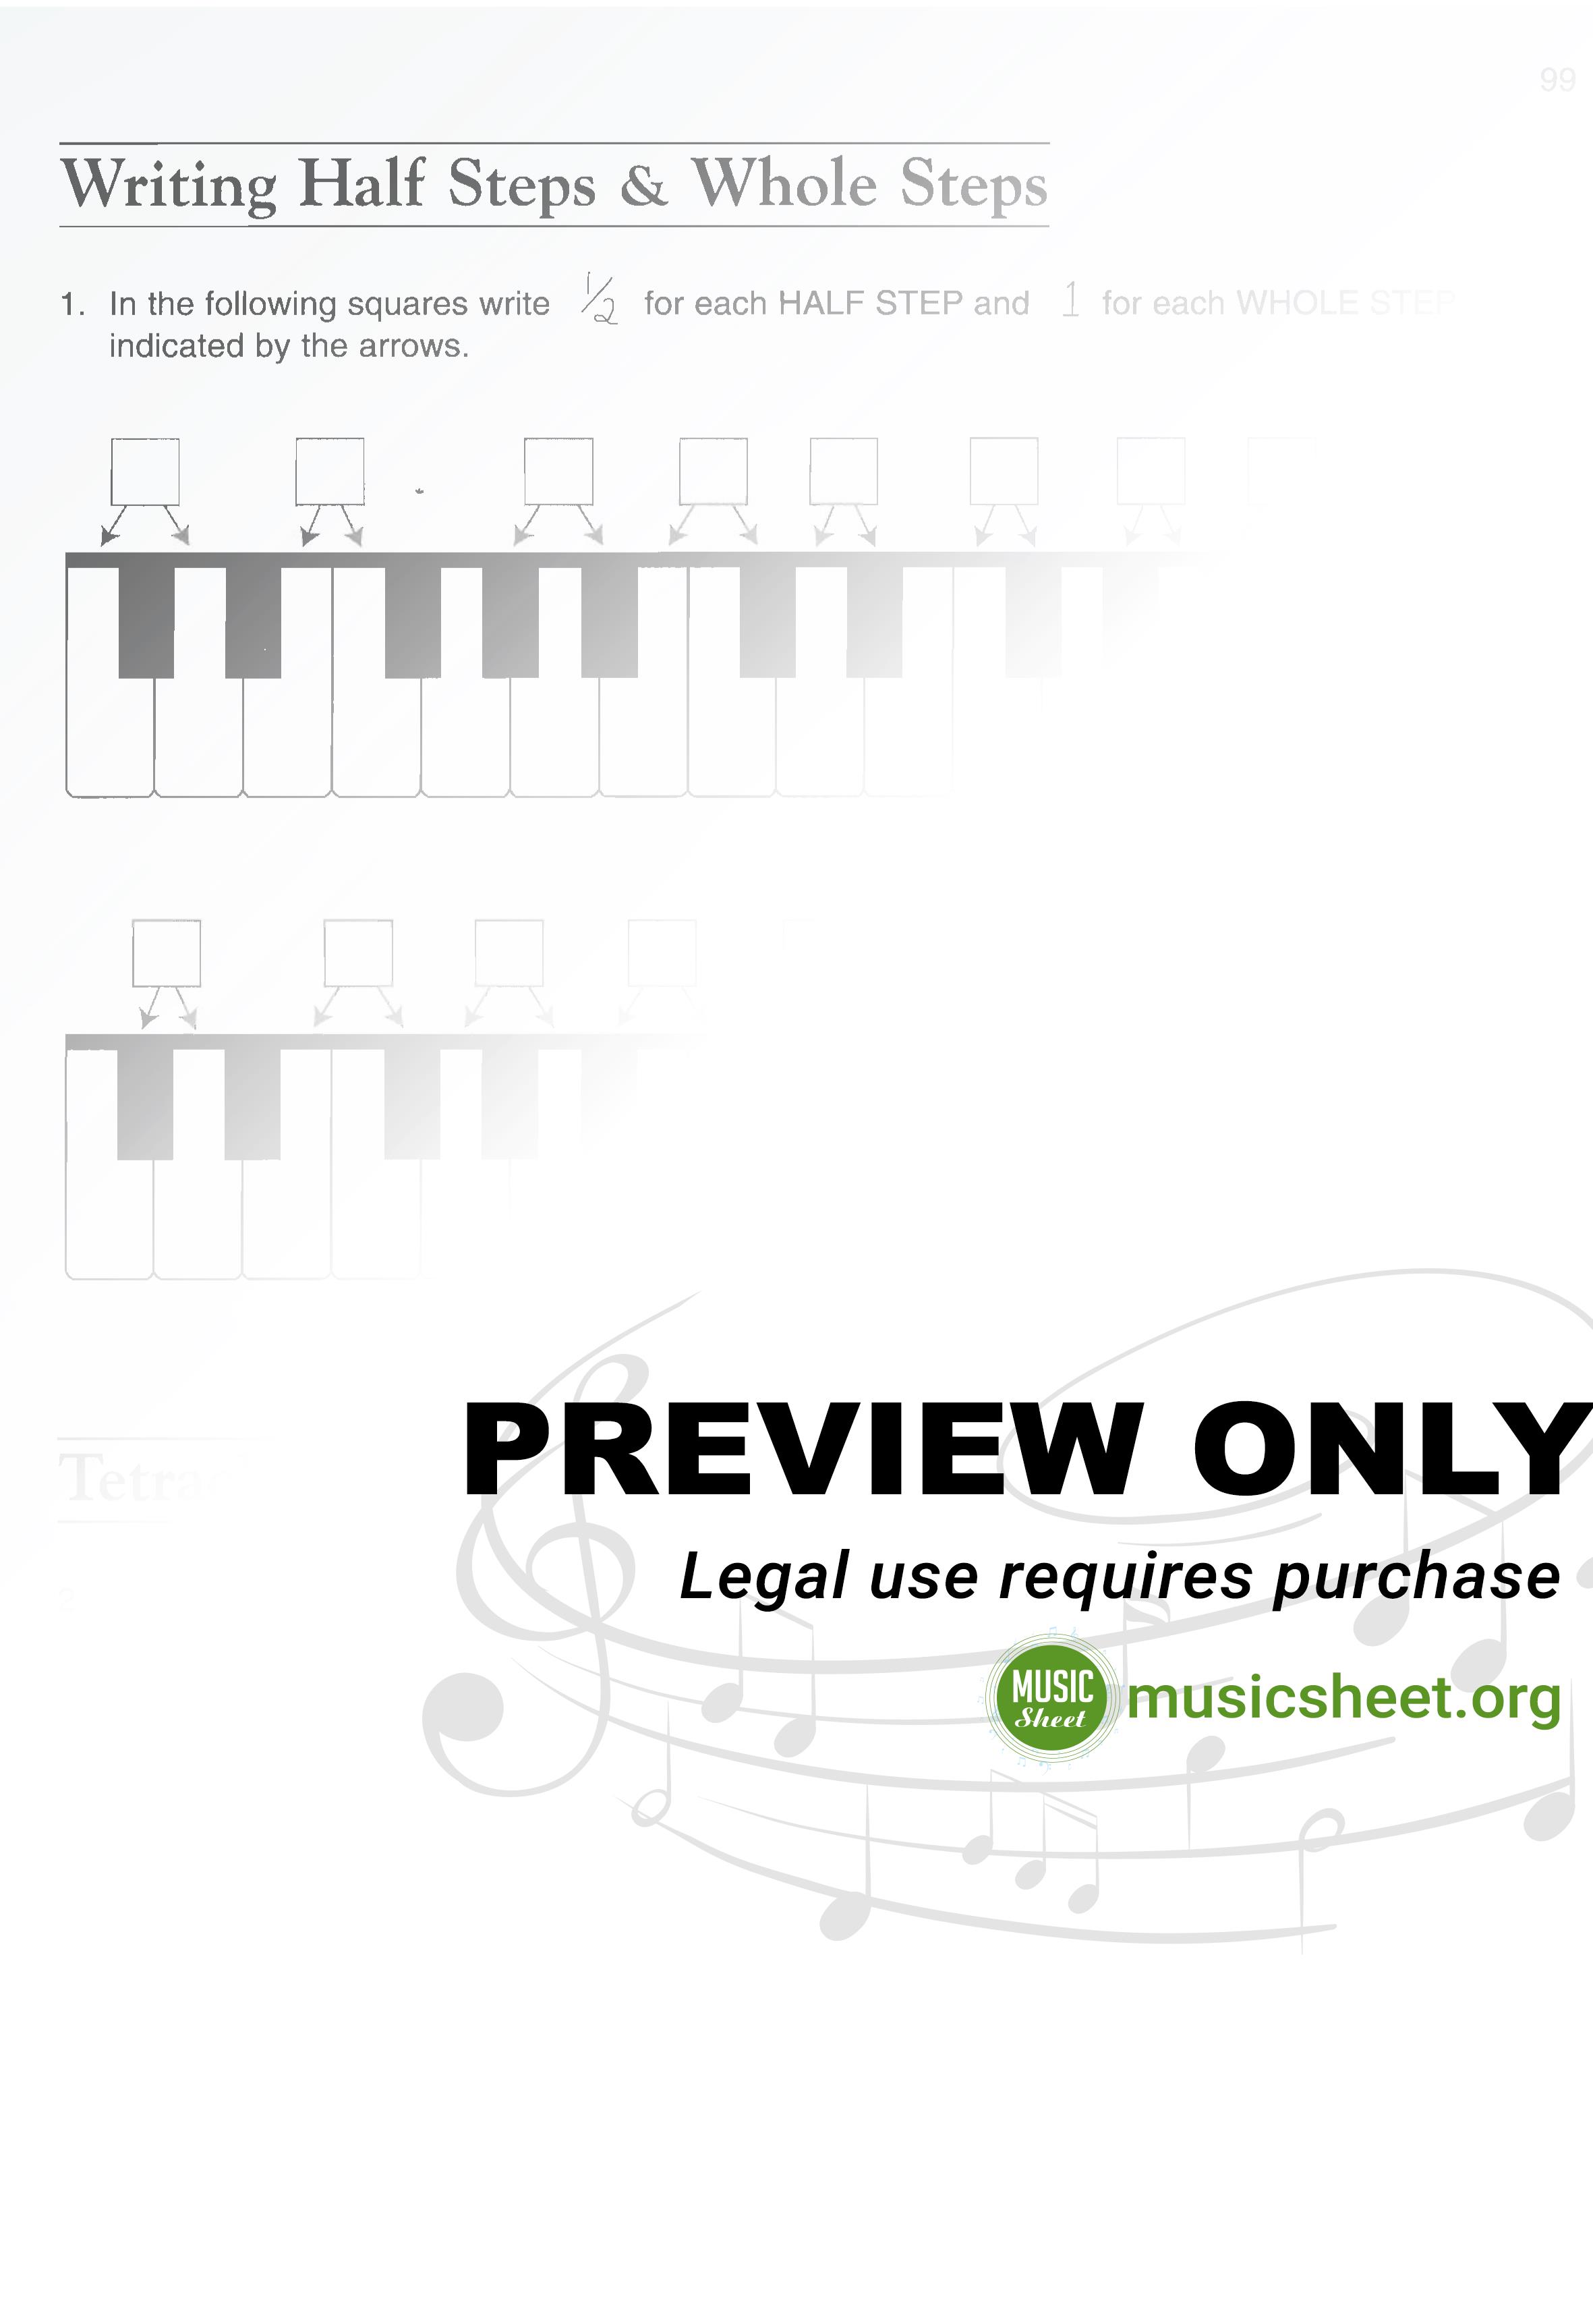 99
Writing Half Steps & Whole Steps
1. In the following squares write ½ for each HALF STEP and 1 for each WHOLE STEP
indicated by the arrows.
PREVIEW ONLY
Legal use requires purchase
MUSIC
Sheet
musicsheet.org